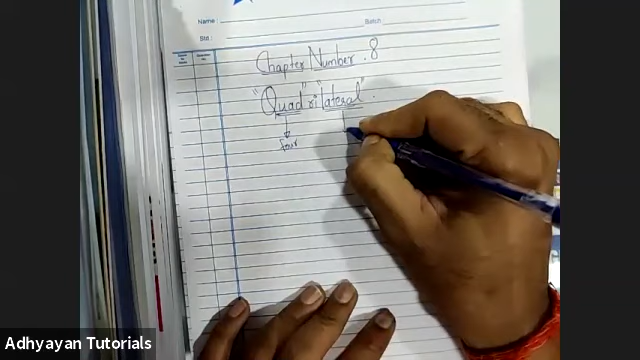 Name :
Batch :
Std. :
Chapter Number . 8
"Quad"ri"lateral".
four
Adhyayan Tutorials